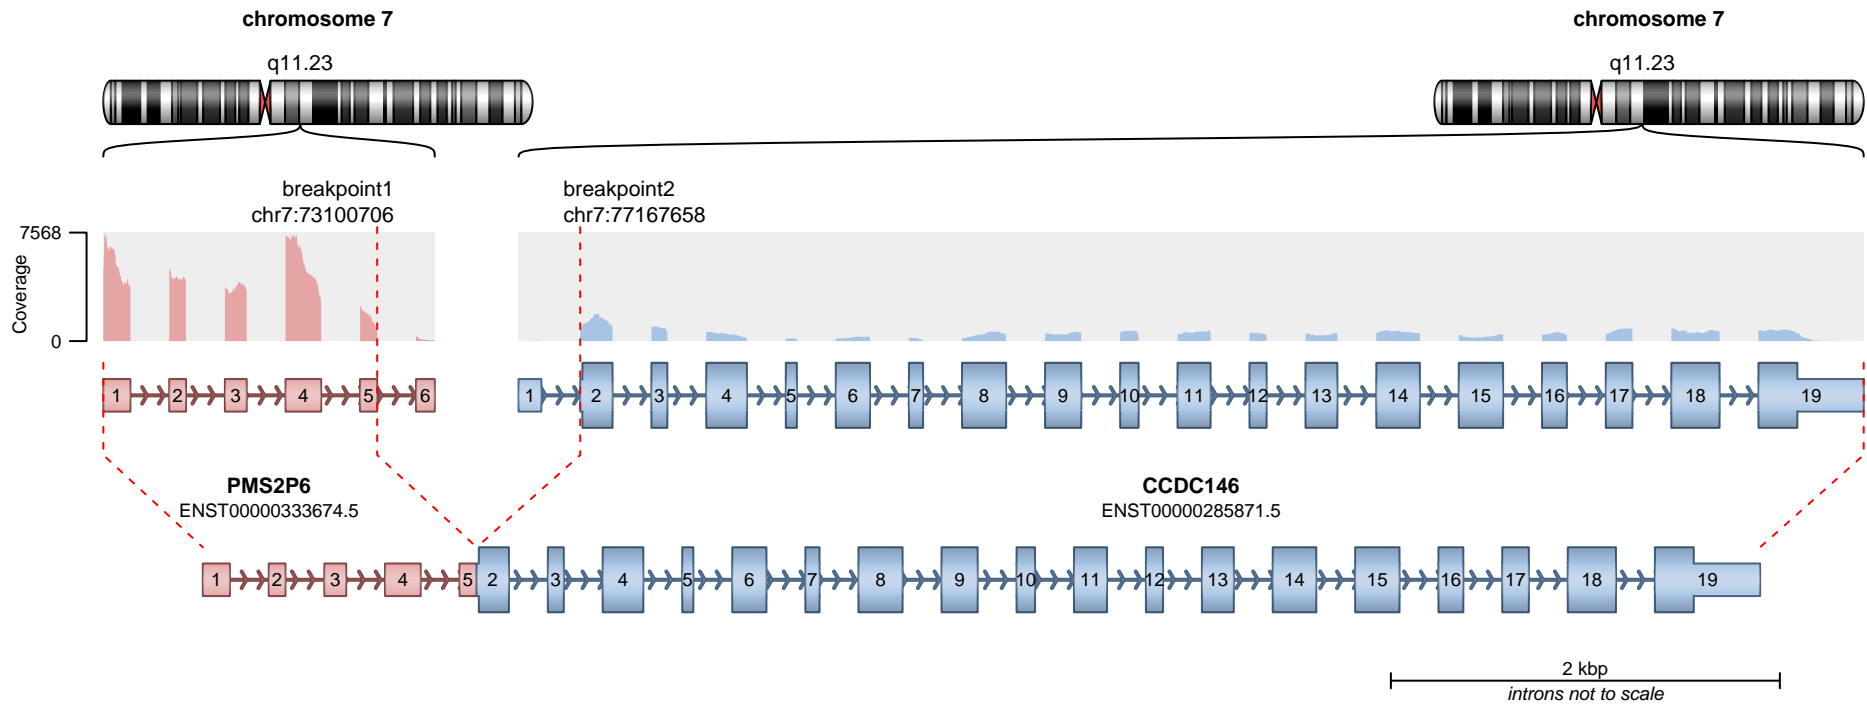 chromosome 7
chromosome 7
q11.23
q11.23
breakpoint1
chr7:73100706
breakpoint2
chr7:77167658
7568
Coverage
0
1 2 3 4 5 6
1 2 3 4 5 6 7 8 9 10 11 12 13 14 15 16 17 18 19
PMS2P6
ENST00000333674.5
CCDC146
ENST00000285871.5
1 2 3 4 5 2 3 4 5 6 7 8 9 10 11 12 13 14 15 16 17 18 19
2 kbp
introns not to scale